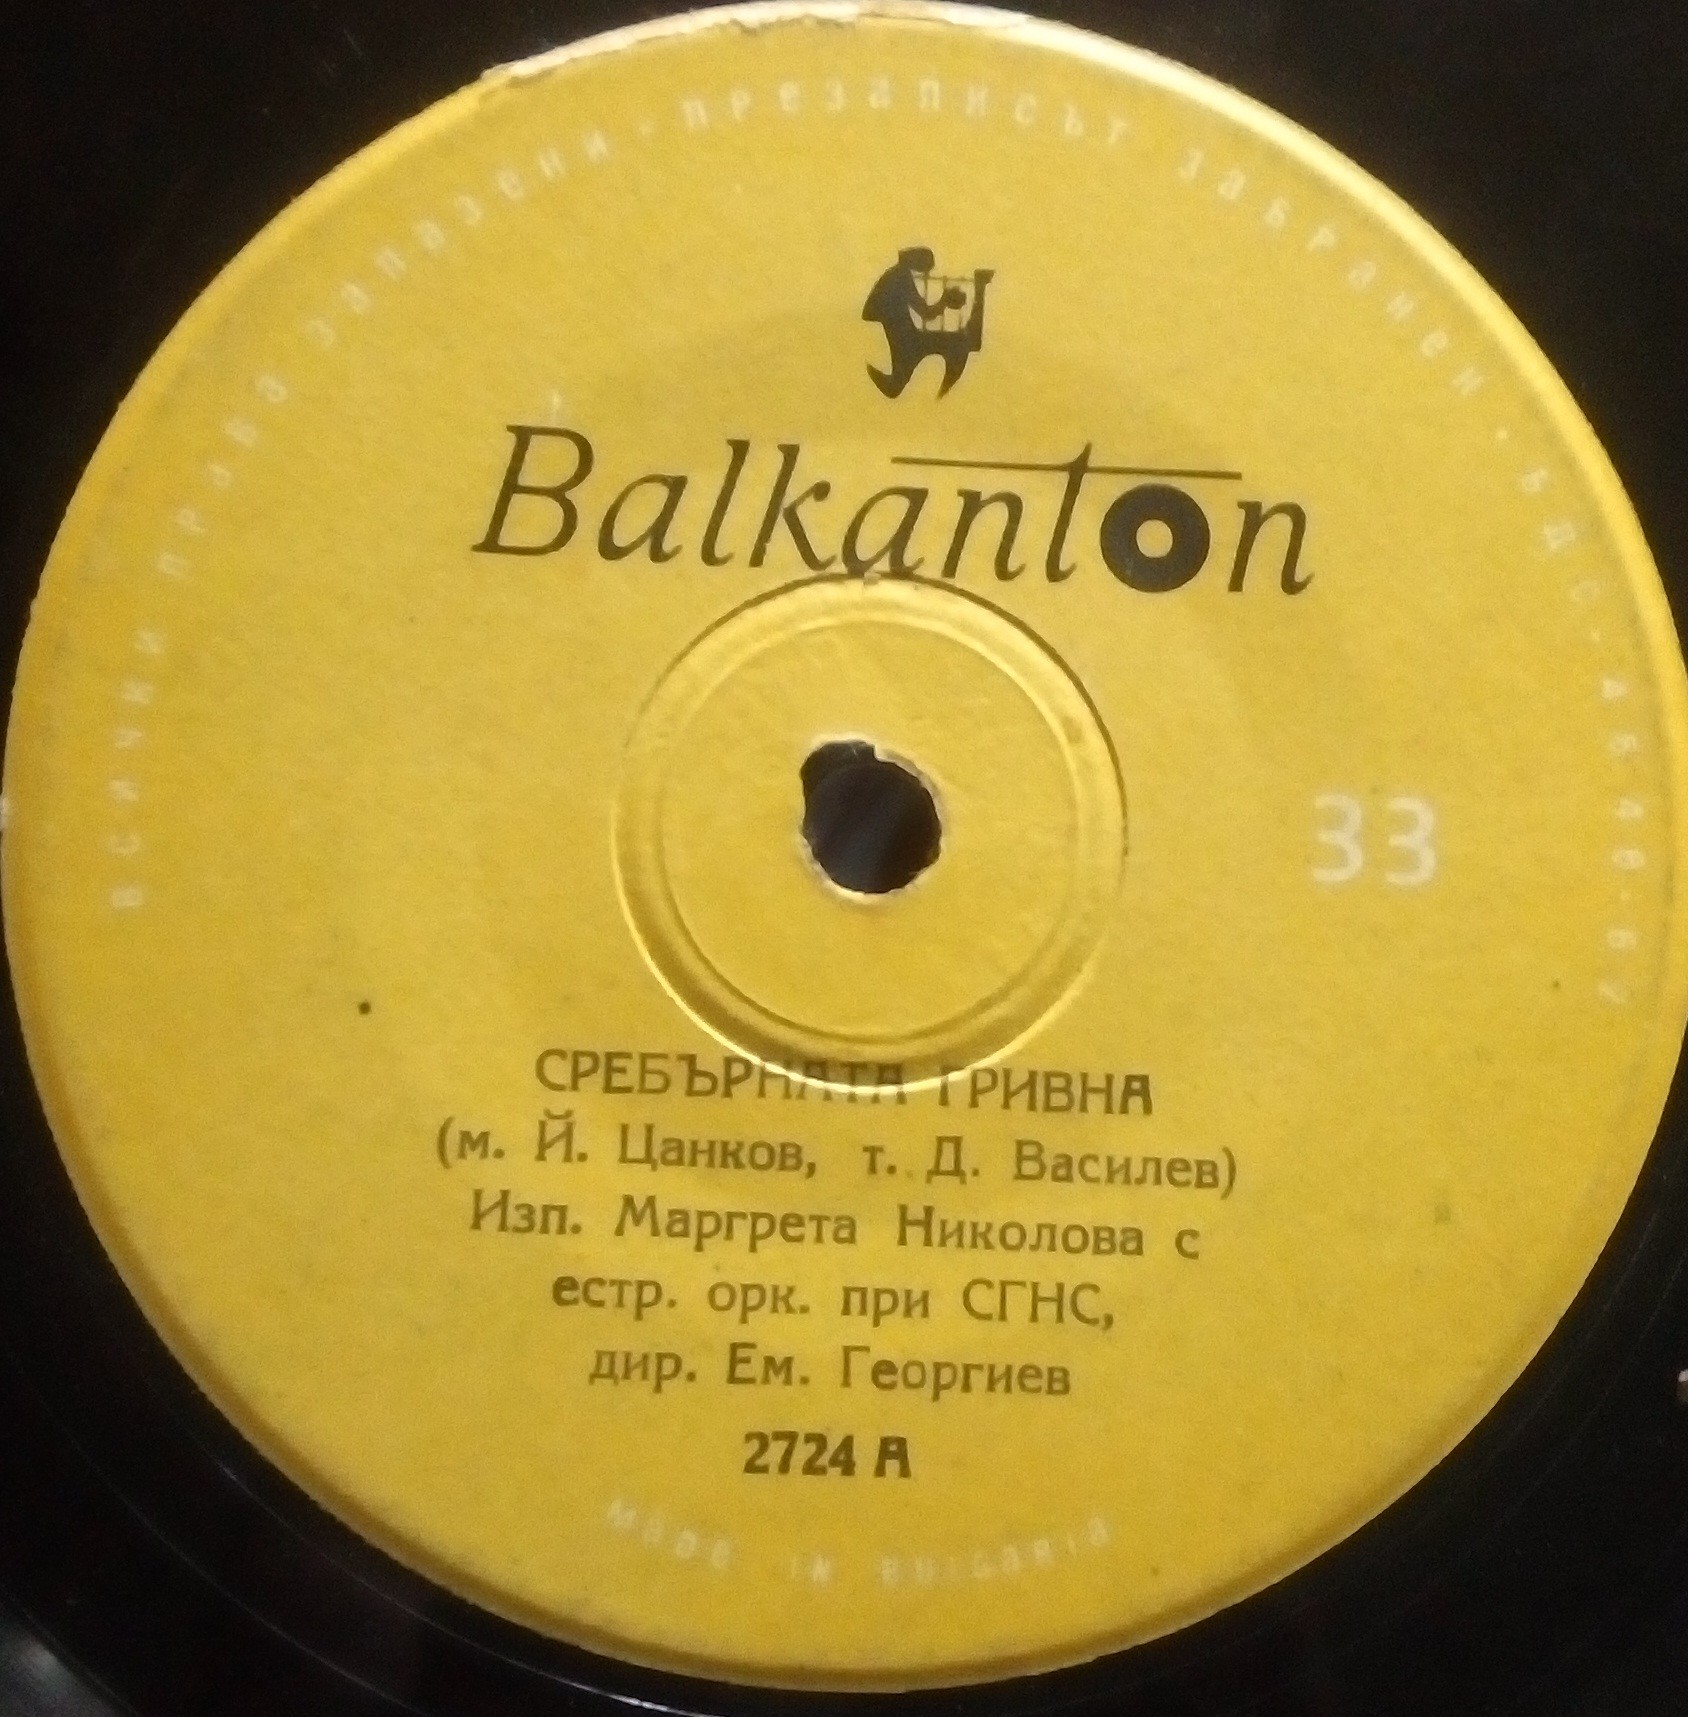 ВСИЧКИ ПРАВА ЗАПАЗЕНИ · ПРЕЗАПИСЪТ ЗАБРАНЕН · БДС ·
Balkanton
33
СРЕБЪРНАТА ГРИВНА
(м. Й. Цанков, т. Д. Василев)
Изп. Маргрета Николова с
естр. орк. при СГНС,
дир. Ем. Георгиев
2724 А
MADE IN BULGARIA